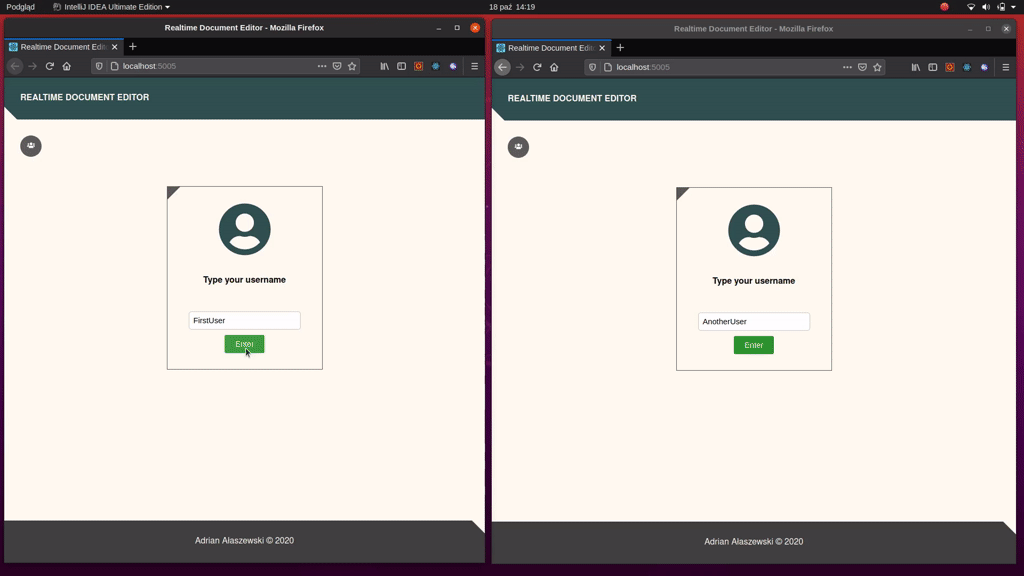 Podgląd
IntelliJ IDEA Ultimate Edition
18 paź 14:19
Realtime Document Editor - Mozilla Firefox
Realtime Document Edit
localhost:5005
REALTIME DOCUMENT EDITOR
Type your username
FirstUser
Enter
Adrian Ałaszewski © 2020
Realtime Document Editor - Mozilla Firefox
Realtime Document Edit
localhost:5005
REALTIME DOCUMENT EDITOR
Type your username
AnotherUser
Enter
Adrian Ałaszewski © 2020